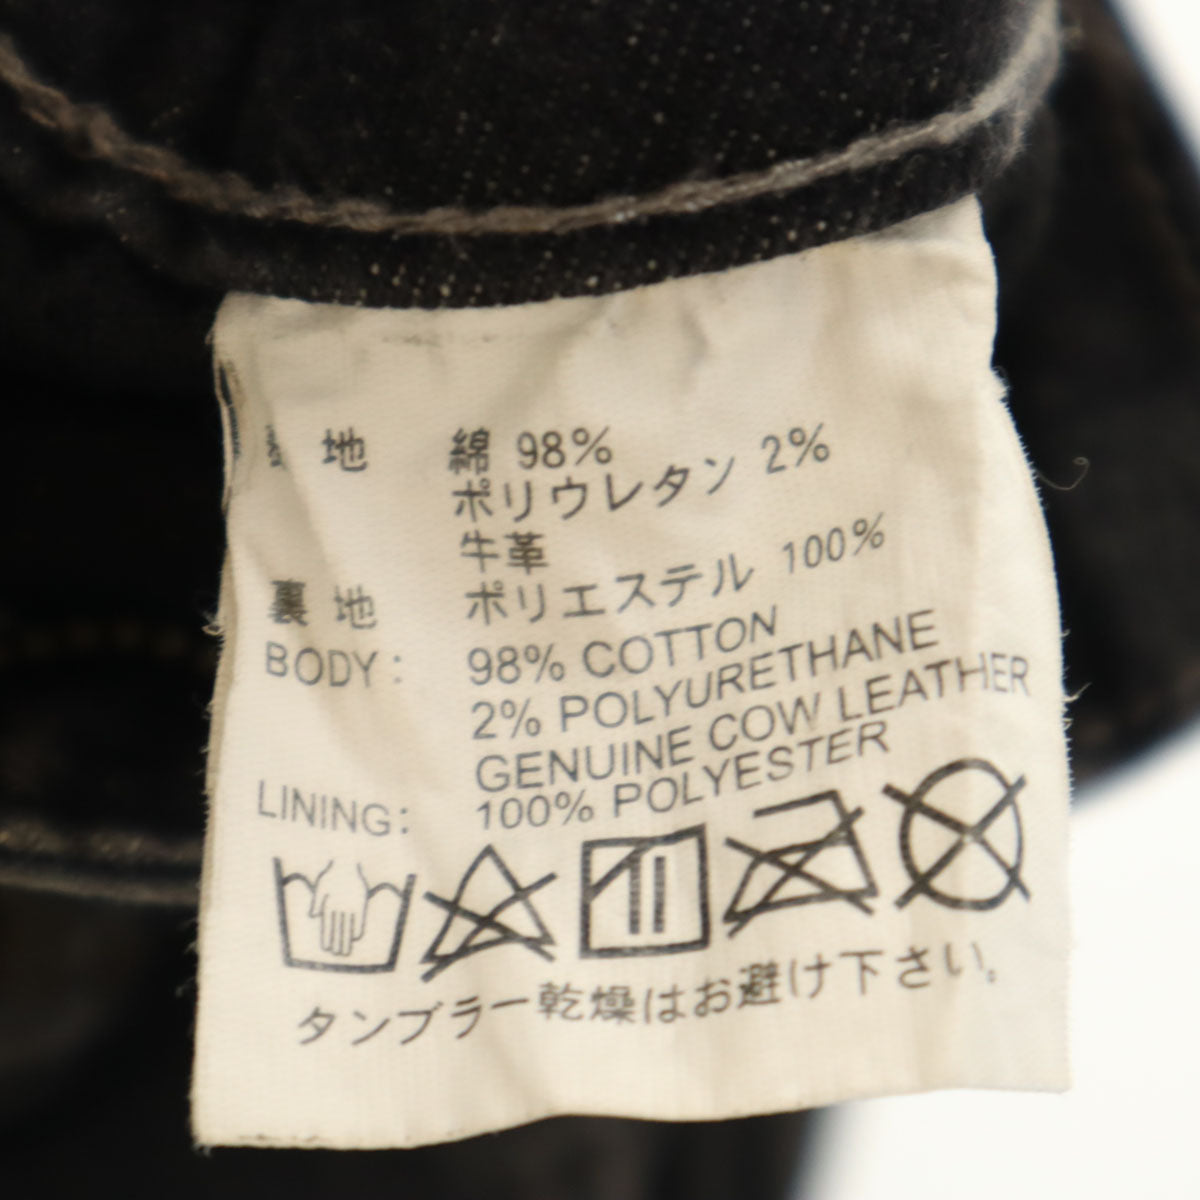 表 地 綿 98%
ポリウレタン 2%
牛革
裏 地 ポリエステル 100%
BODY: 98% COTTON
2% POLYURETHANE
GENUINE COW LEATHER
LINING: 100% POLYESTER
タンブラー乾燥はお避け下さい。